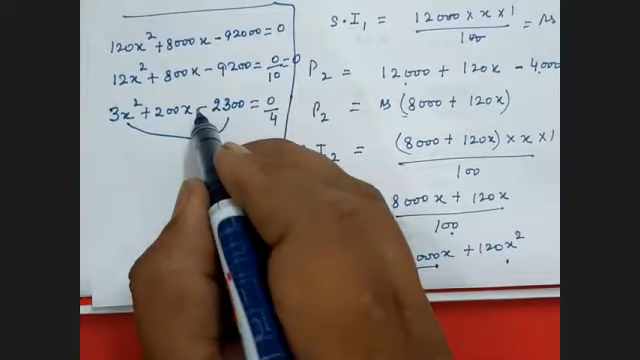 120x² + 8000x - 92000 = 0
12x² + 800x - 9200 = 0/10 = 0
3x² + 200x - 2300 = 0/4
S.I₁ = 12000 × x × 1 / 100 = Rs
P₂ = 12000 + 120x - 4000
P₂ = Rs (8000 + 120x)
I₂ = (8000 + 120x) × x × 1 / 100
8000x + 120x / 100
000x + 120x²